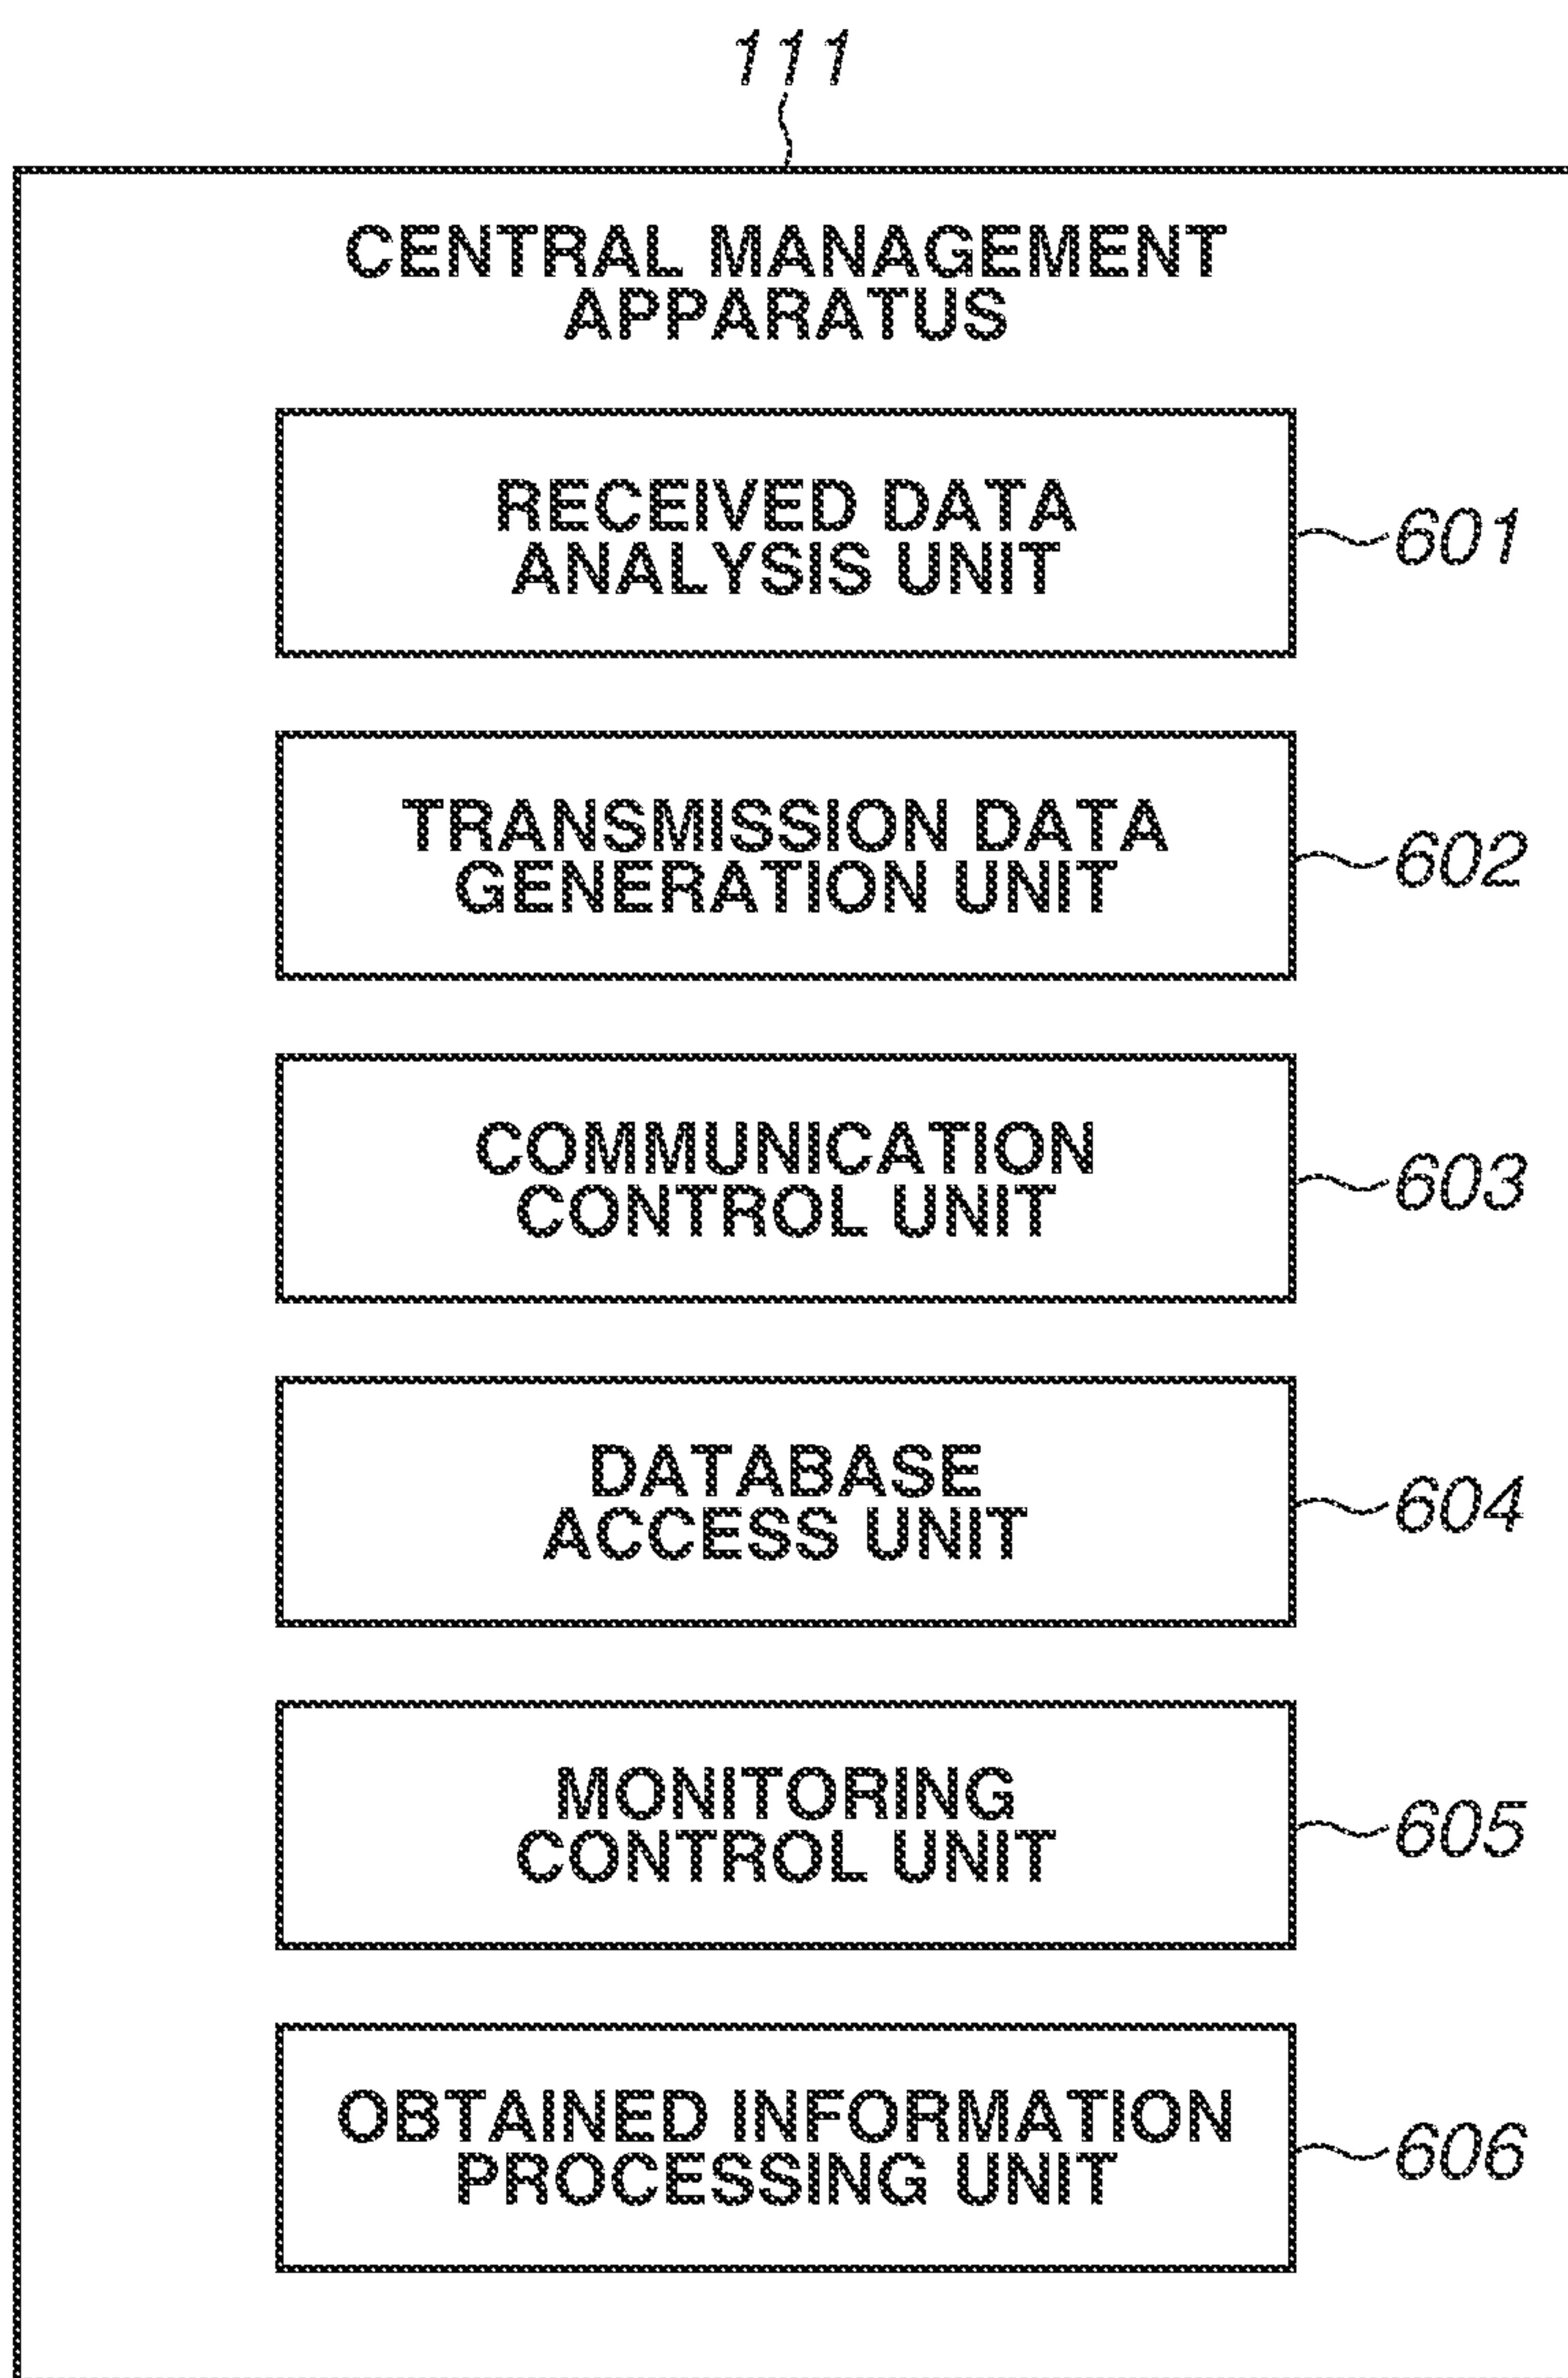 111
CENTRAL MANAGEMENT
APPARATUS
RECEIVED DATA
ANALYSIS UNIT
601
TRANSMISSION DATA
GENERATION UNIT
602
COMMUNICATION
CONTROL UNIT
603
DATABASE
ACCESS UNIT
604
MONITORING
CONTROL UNIT
605
OBTAINED INFORMATION
PROCESSING UNIT
606